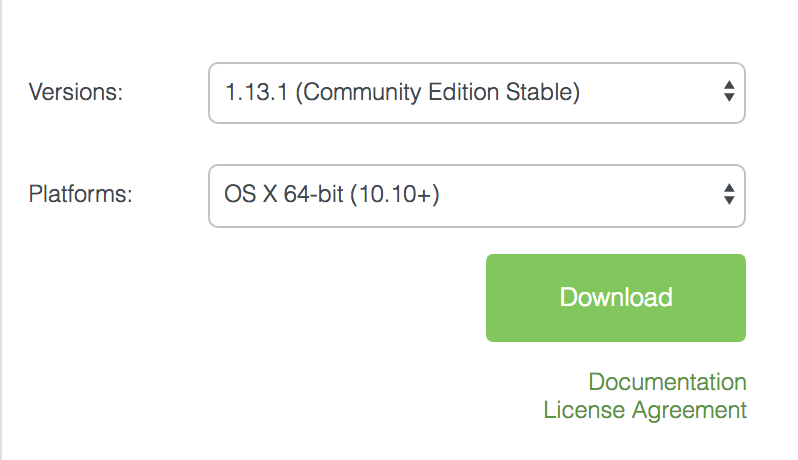 Versions:
1.13.1 (Community Edition Stable)
Platforms:
OS X 64-bit (10.10+)
Download
Documentation
License Agreement